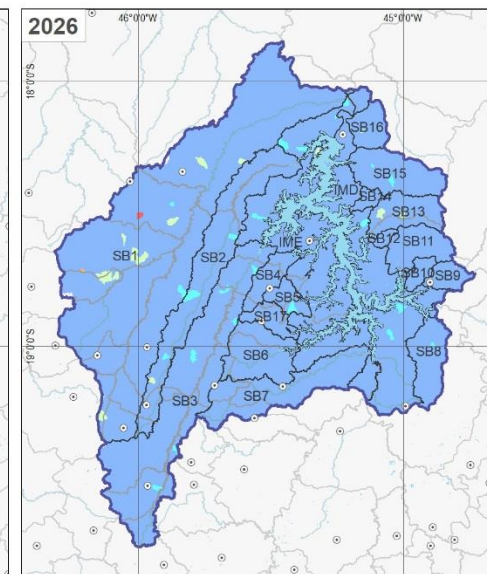 2026
46°0'0"W
45°0'0"W
18°0'0"S
19°0'0"S
SB16
SB15
IMD
SB14
SB13
SB12
SB11
IME
SB1
SB2
SB4
SB10
SB9
SB5
SB17
SB6
SB8
SB3
SB7